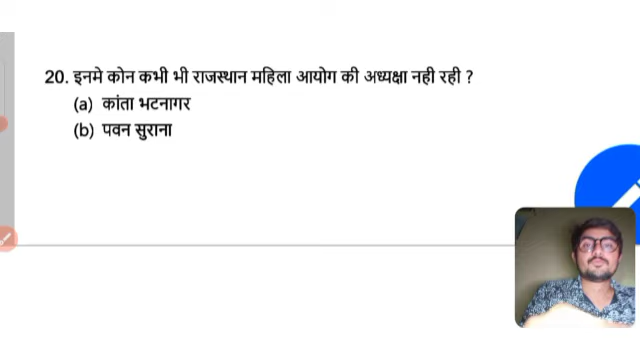 20. इनमे कोन कभी भी राजस्थान महिला आयोग की अध्यक्षा नही रही ?
(a) कांता भटनागर
(b) पवन सुराना